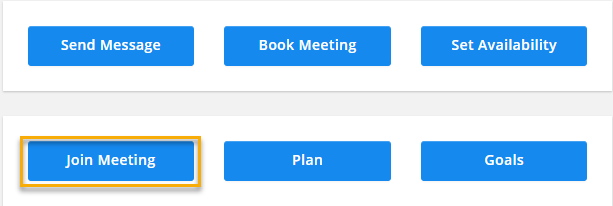 Send Message
Book Meeting
Set Availability
Join Meeting
Plan
Goals